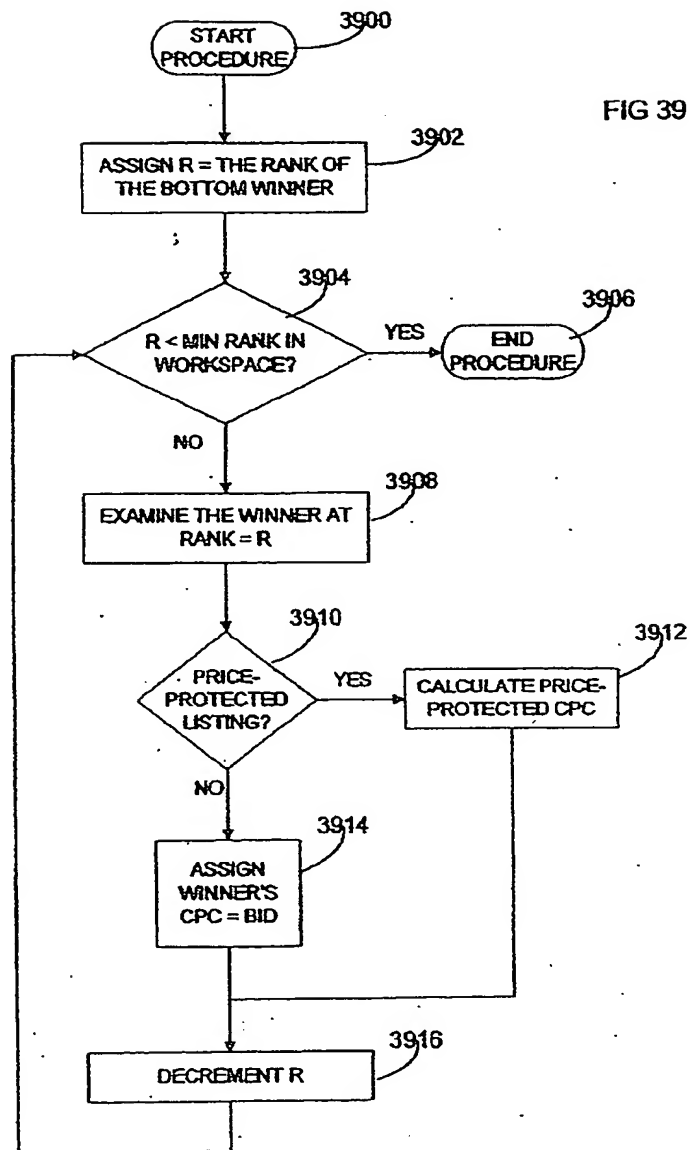 3900
START
PROCEDURE
FIG 39
3902
ASSIGN R = THE RANK OF
THE BOTTOM WINNER
3904
R < MIN RANK IN
WORKSPACE?
YES
3906
END
PROCEDURE
NO
3908
EXAMINE THE WINNER AT
RANK = R
3910
PRICE-
PROTECTED
LISTING?
YES
3912
CALCULATE PRICE-
PROTECTED CPC
NO
3914
ASSIGN
WINNER'S
CPC = BID
3916
DECREMENT R